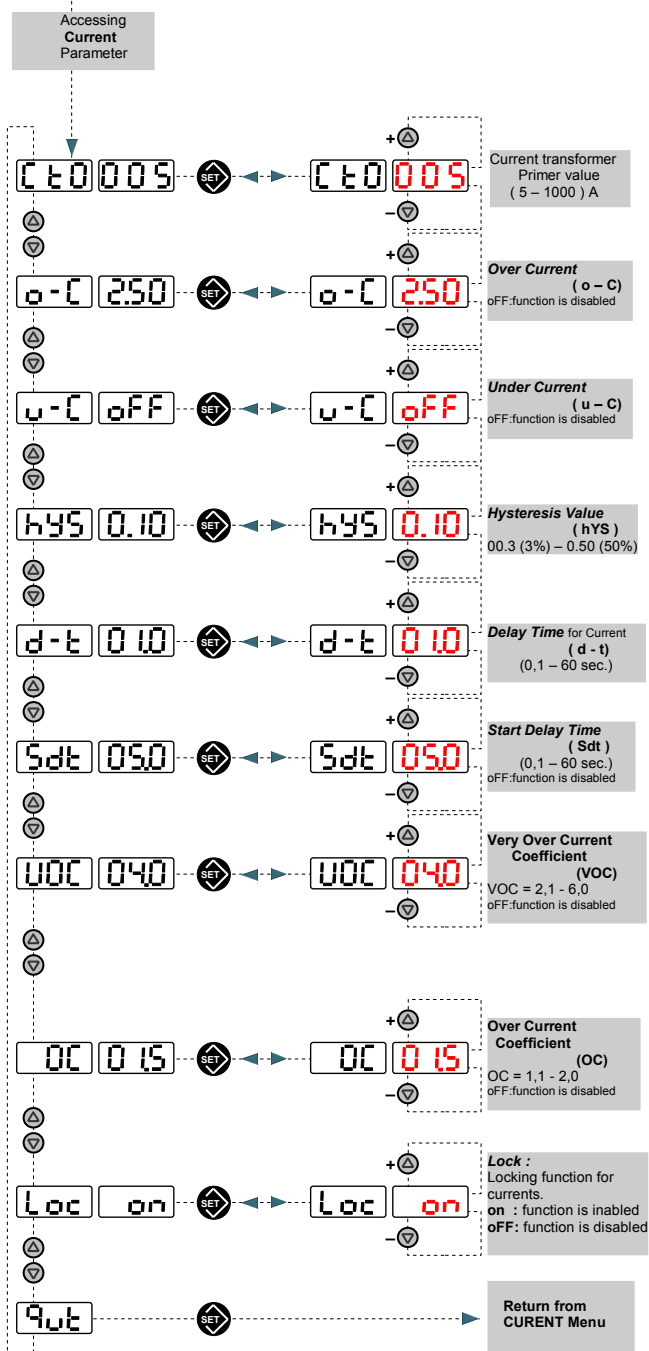 Accessing
Current
Parameter
+
Ct0 005 SET Ct0 005
–
Current transformer
Primer value
( 5 – 1000 ) A
+
o-C 2.50 SET o-C 2.50
–
Over Current
( o – C)
oFF:function is disabled
+
u-C oFF SET u-C oFF
–
Under Current
( u – C)
oFF:function is disabled
+
hYS 0.10 SET hYS 0.10
–
Hysteresis Value
( hYS )
00.3 (3%) – 0.50 (50%)
+
d-t 01.0 SET d-t 01.0
–
Delay Time for Current
( d - t)
(0,1 – 60 sec.)
+
Sdt 05.0 SET Sdt 05.0
–
Start Delay Time
( Sdt )
(0,1 – 60 sec.)
oFF:function is disabled
+
UOC 04.0 SET UOC 04.0
–
Very Over Current
Coefficient
(VOC)
VOC = 2,1 - 6,0
oFF:function is disabled
+
OC 01.5 SET OC 01.5
–
Over Current
Coefficient
(OC)
OC = 1,1 - 2,0
oFF:function is disabled
+
Loc on SET Loc on
–
Lock :
Locking function for
currents.
on : function is inabled
oFF: function is disabled
qut SET
Return from
CURENT Menu